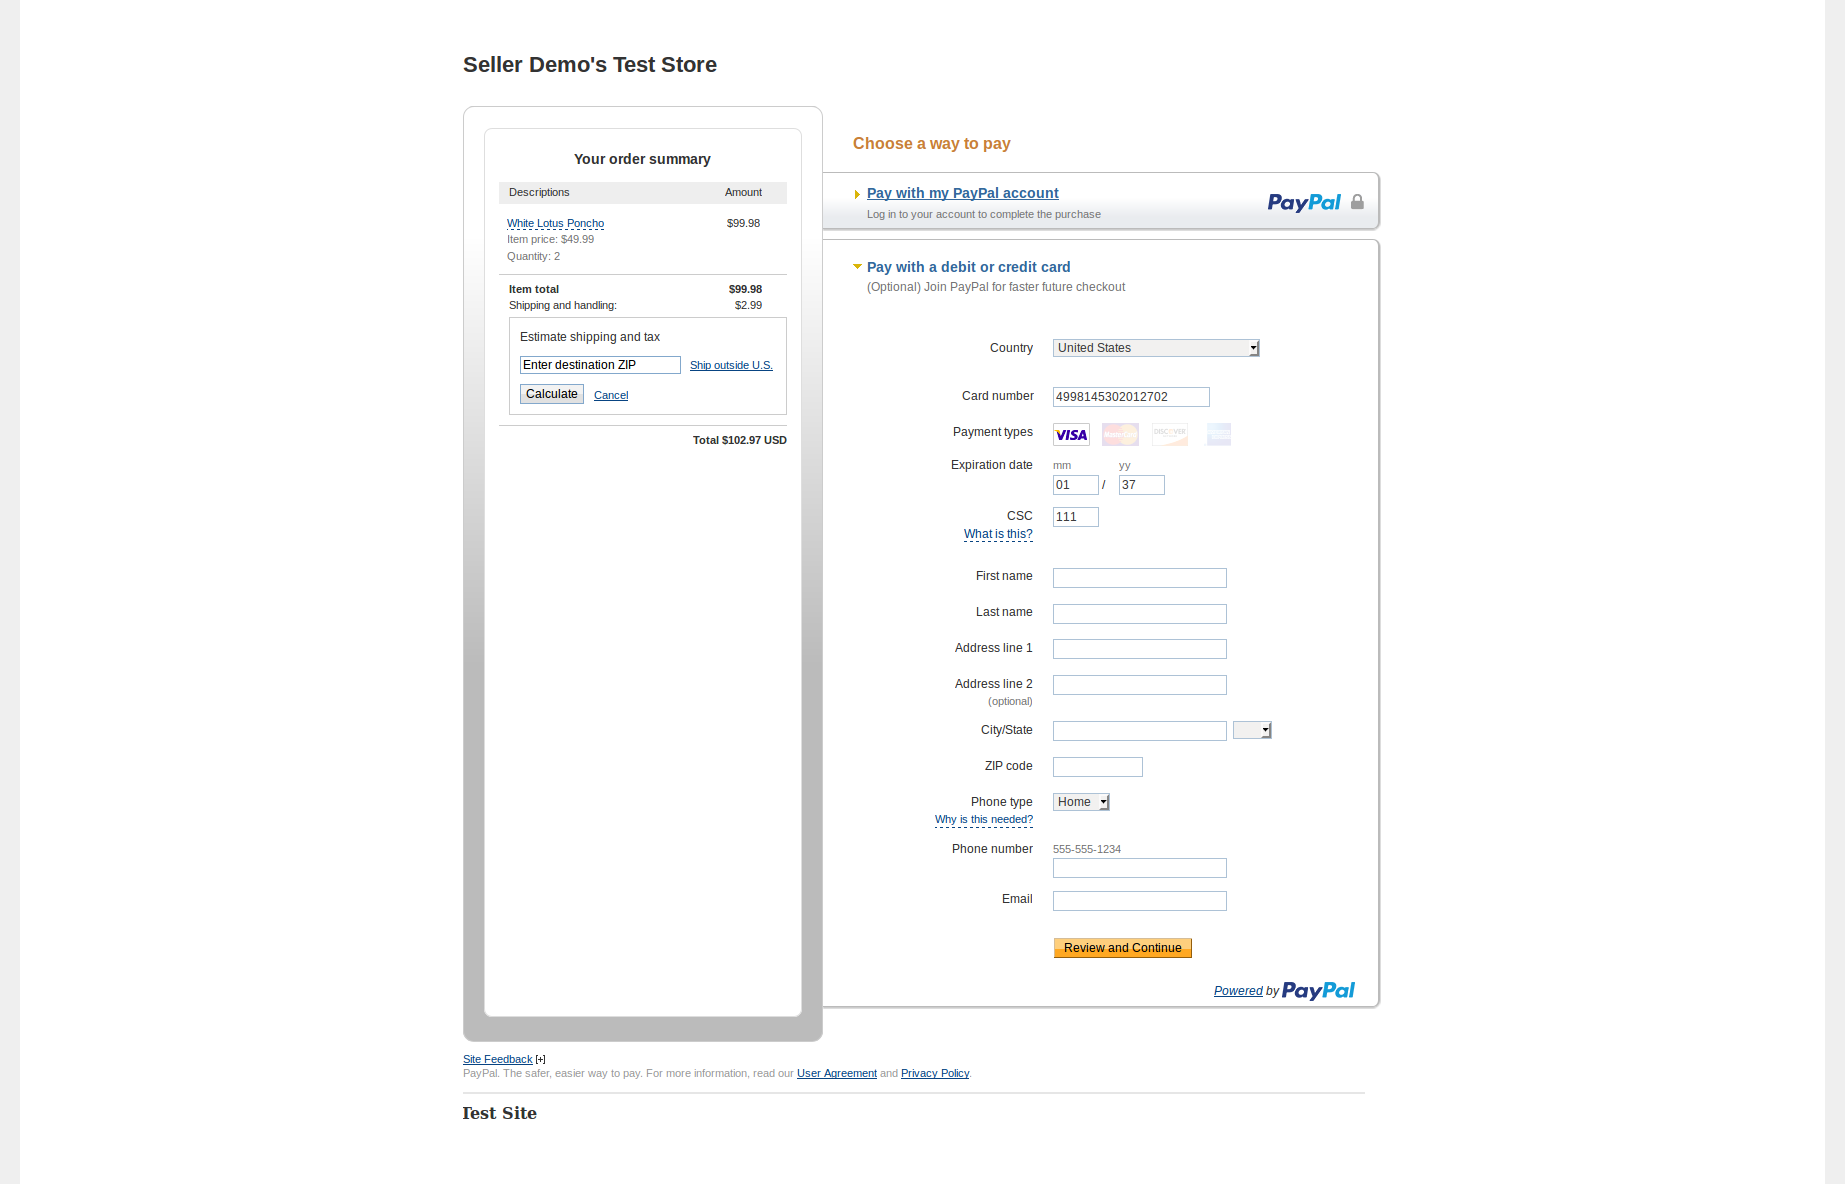 Seller Demo's Test Store
Your order summary
Descriptions Amount
White Lotus Poncho $99.98
Item price: $49.99
Quantity: 2
Item total $99.98
Shipping and handling: $2.99
Estimate shipping and tax
Enter destination ZIP Ship outside U.S.
Calculate Cancel
Total $102.97 USD
Choose a way to pay
Pay with my PayPal account
Log in to your account to complete the purchase
PayPal
Pay with a debit or credit card
(Optional) Join PayPal for faster future checkout
Country United States
Card number 4998145302012702
Payment types VISA MasterCard DISCOVER
Expiration date mm yy
01 / 37
CSC 111
What is this?
First name
Last name
Address line 1
Address line 2
(optional)
City/State
ZIP code
Phone type Home
Why is this needed?
Phone number 555-555-1234
Email
Review and Continue
Powered by PayPal
Site Feedback [+]
PayPal. The safer, easier way to pay. For more information, read our User Agreement and Privacy Policy.
Test Site